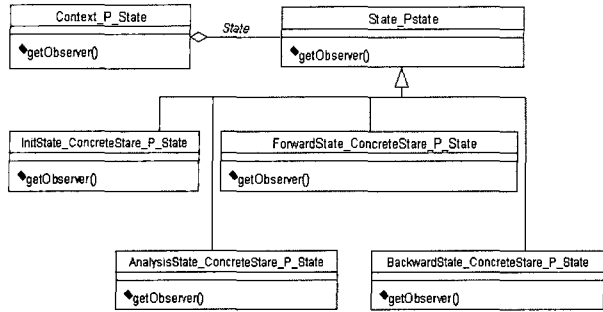 Context_P_State
State
State_Pstate
getObserver()
getObserver()
InitState_ConcreteStare_P_State
ForwardState_ConcreteStare_P_State
getObserver()
getObserver()
AnalysisState_ConcreteStare_P_State
BackwardState_ConcreteStare_P_State
getObserver()
getObserver()